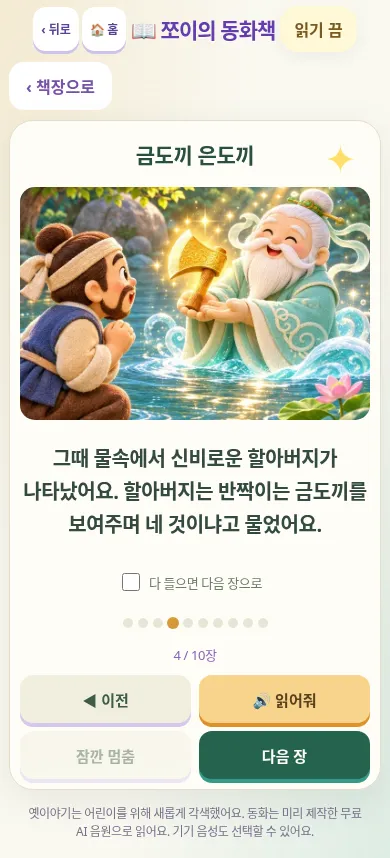 ‹ 뒤로
🏠 홈
📖 쪼이의 동화책
읽기 끔
‹ 책장으로
금도끼 은도끼
그때 물속에서 신비로운 할아버지가
나타났어요. 할아버지는 반짝이는 금도끼를
보여주며 네 것이냐고 물었어요.
다 들으면 다음 장으로
4 / 10장
◀ 이전
🔊 읽어줘
잠깐 멈춤
다음 장
옛이야기는 어린이를 위해 새롭게 각색했어요. 동화는 미리 제작한 무료
AI 음원으로 읽어요. 기기 음성도 선택할 수 있어요.